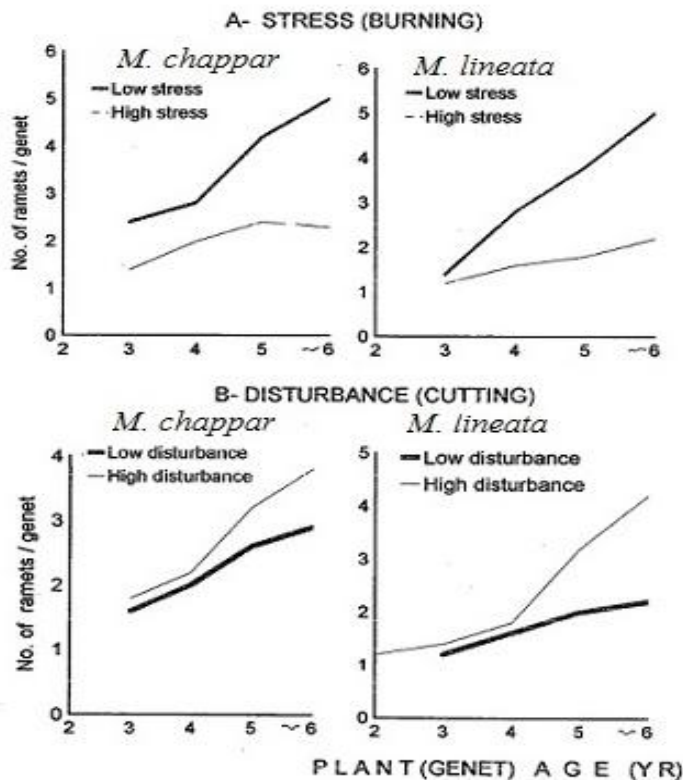 A- STRESS (BURNING)
M. chappar
Low stress
High stress
No. of ramets / genet
6
5
4
3
2
1
0
2 3 4 5 ~6
M. lineata
Low stress
High stress
6
5
4
3
2
1
0
2 3 4 5 ~6
B- DISTURBANCE (CUTTING)
M. chappar
Low disturbance
High disturbance
No. of ramets / genet
4
3
2
1
0
2 3 4 5 ~6
M. lineata
Low disturbance
High disturbance
5
4
3
2
1
0
2 3 4 5 ~6
PLANT (GENET) AGE (YR)